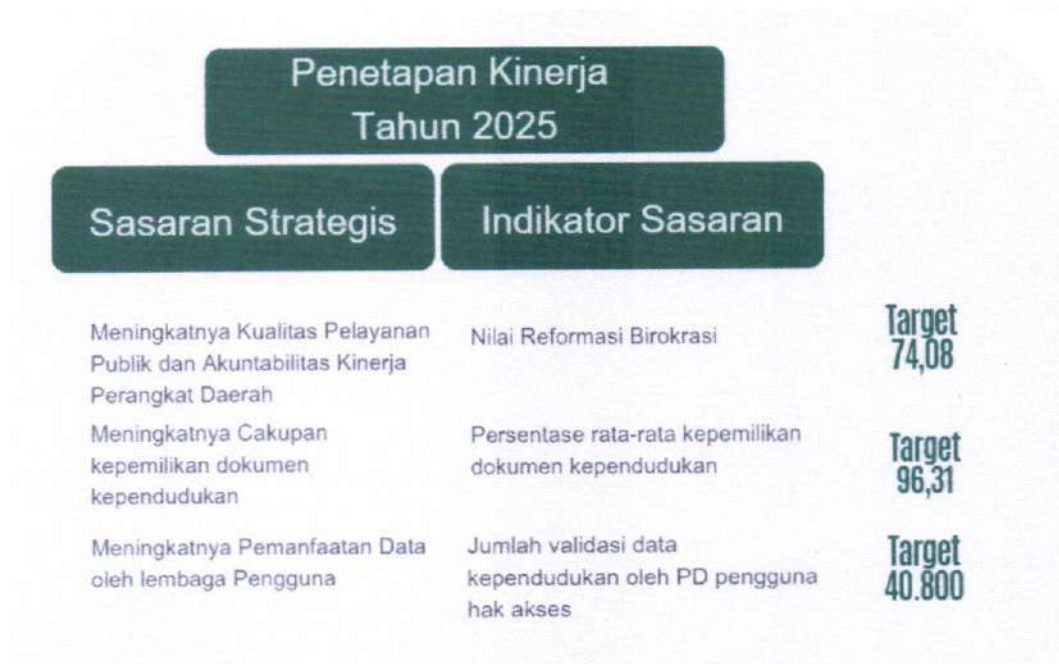 Penetapan Kinerja
Tahun 2025
Sasaran Strategis
Indikator Sasaran
Meningkatnya Kualitas Pelayanan
Publik dan Akuntabilitas Kinerja
Perangkat Daerah
Nilai Reformasi Birokrasi
Target
74,08
Meningkatnya Cakupan
kepemilikan dokumen
kependudukan
Persentase rata-rata kepemilikan
dokumen kependudukan
Target
96,31
Meningkatnya Pemanfaatan Data
oleh lembaga Pengguna
Jumlah validasi data
kependudukan oleh PD pengguna
hak akses
Target
40.800